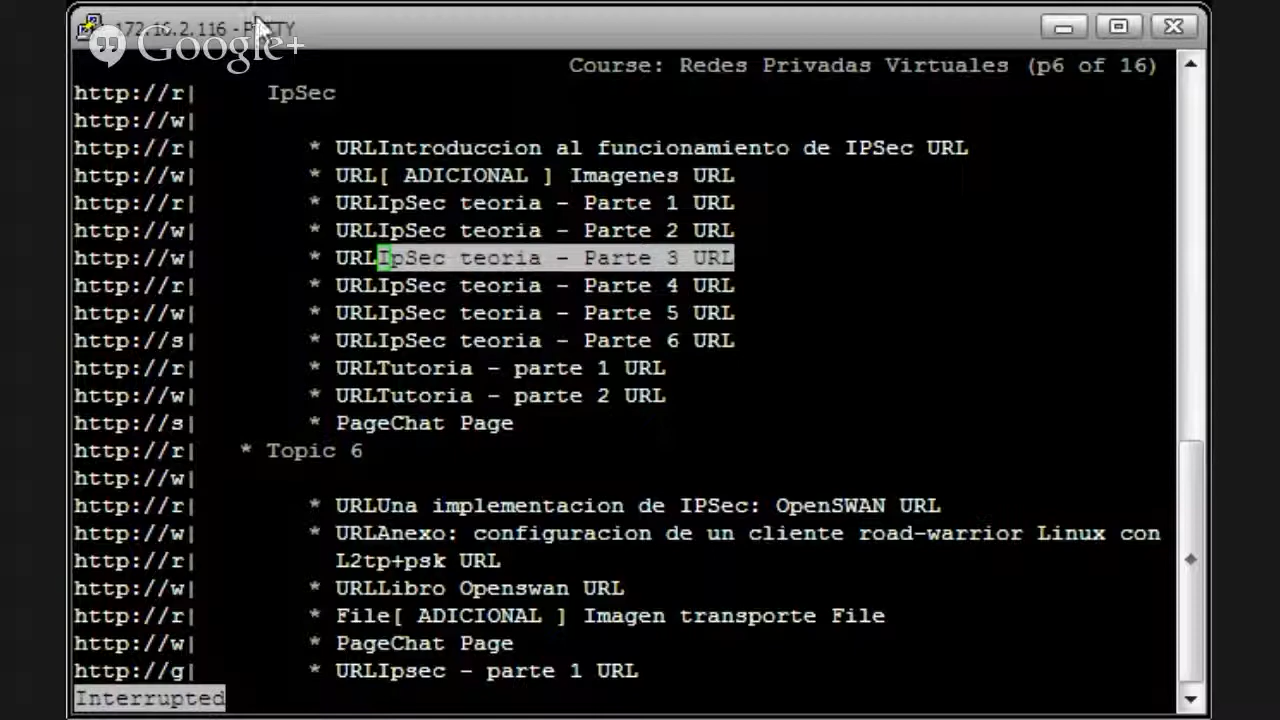 172.16.2.116 - PuTTY
Google+
Course: Redes Privadas Virtuales (p6 of 16)
http://r| IpSec
http://w|
http://r| * URLIntroduccion al funcionamiento de IPSec URL
http://w| * URL[ ADICIONAL ] Imagenes URL
http://r| * URLIpSec teoria - Parte 1 URL
http://w| * URLIpSec teoria - Parte 2 URL
http://w| * URLIpSec teoria - Parte 3 URL
http://r| * URLIpSec teoria - Parte 4 URL
http://w| * URLIpSec teoria - Parte 5 URL
http://s| * URLIpSec teoria - Parte 6 URL
http://r| * URLTutoria - parte 1 URL
http://w| * URLTutoria - parte 2 URL
http://s| * PageChat Page
http://r| * Topic 6
http://w|
http://r| * URLUna implementacion de IPSec: OpenSWAN URL
http://w| * URLAnexo: configuracion de un cliente road-warrior Linux con
http://r| L2tp+psk URL
http://w| * URLLibro Openswan URL
http://r| * File[ ADICIONAL ] Imagen transporte File
http://w| * PageChat Page
http://g| * URLIpsec - parte 1 URL
Interrupted